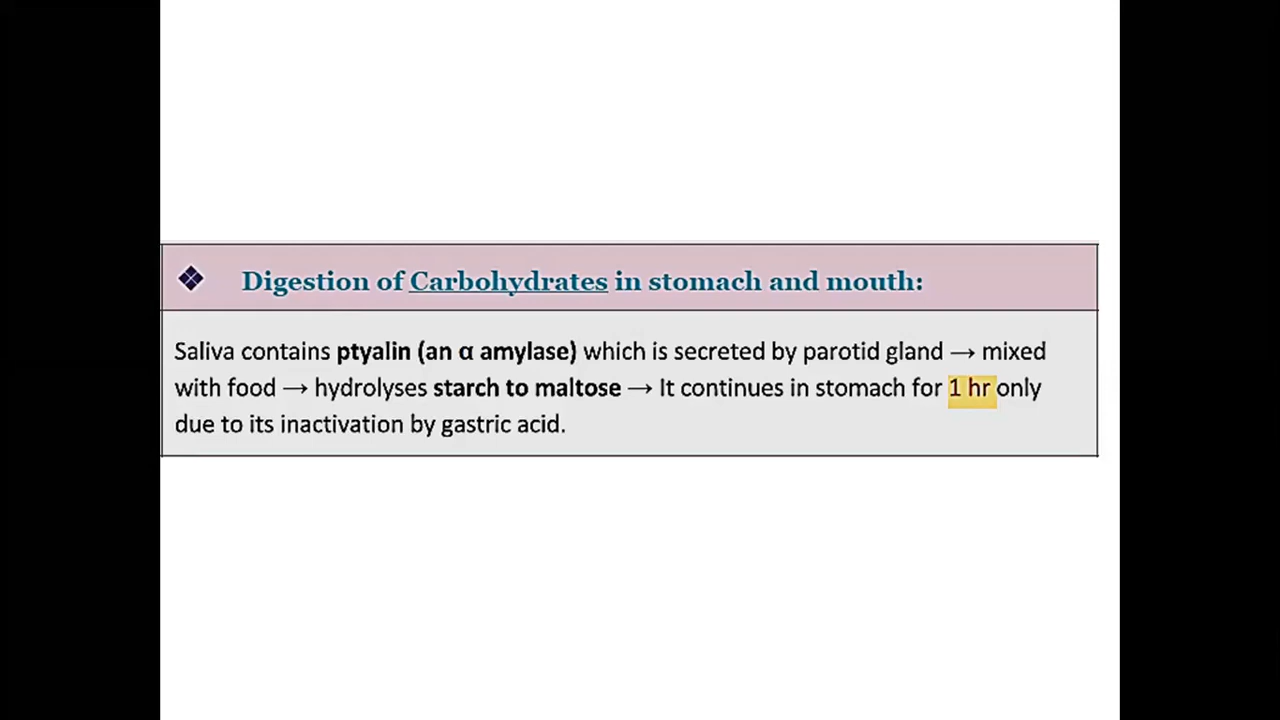 ❖ Digestion of Carbohydrates in stomach and mouth:
Saliva contains ptyalin (an α amylase) which is secreted by parotid gland → mixed
with food → hydrolyses starch to maltose → It continues in stomach for 1 hr only
due to its inactivation by gastric acid.